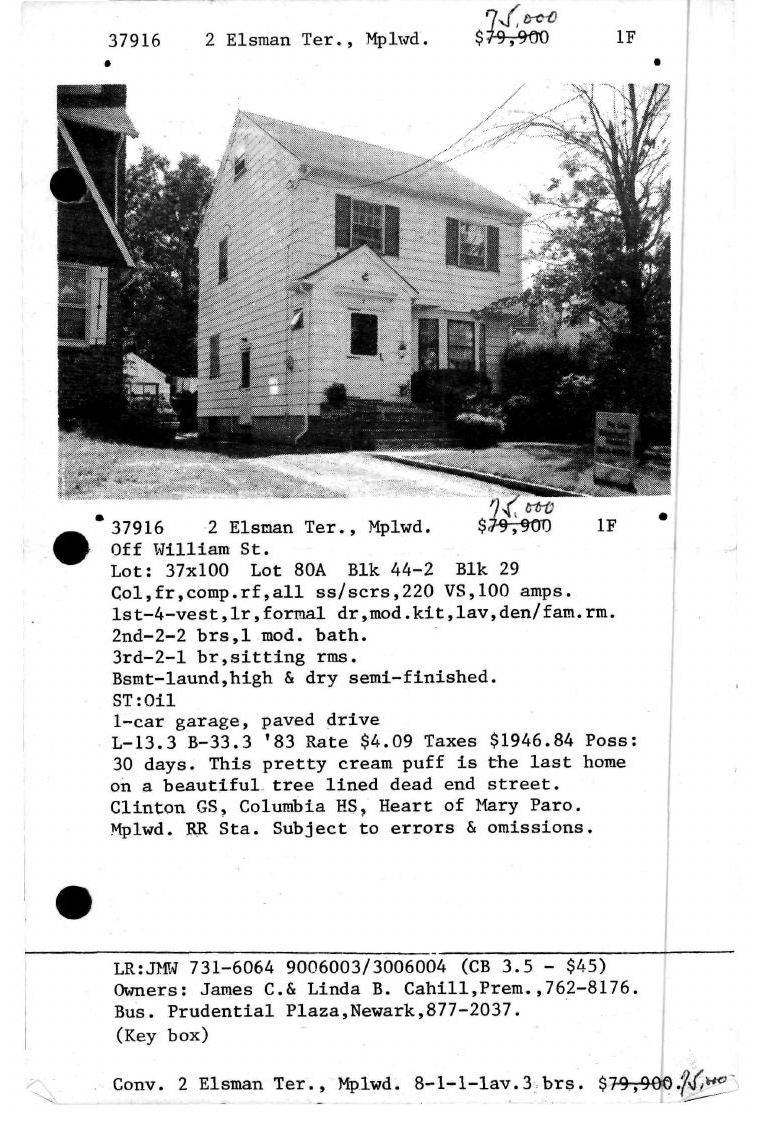 75,000
37916 2 Elsman Ter., Mplwd. $79,900 1F
75,000
37916 2 Elsman Ter., Mplwd. $79,900 1F
Off William St.
Lot: 37x100 Lot 80A Blk 44-2 Blk 29
Col,fr,comp.rf,all ss/scrs,220 VS,100 amps.
1st-4-vest,lr,formal dr,mod.kit,lav,den/fam.rm.
2nd-2-2 brs,1 mod. bath.
3rd-2-1 br,sitting rms.
Bsmt-laund,high & dry semi-finished.
ST:Oil
1-car garage, paved drive
L-13.3 B-33.3 '83 Rate $4.09 Taxes $1946.84 Poss:
30 days. This pretty cream puff is the last home
on a beautiful tree lined dead end street.
Clinton GS, Columbia HS, Heart of Mary Paro.
Mplwd. RR Sta. Subject to errors & omissions.
LR:JMW 731-6064 9006003/3006004 (CB 3.5 - $45)
Owners: James C.& Linda B. Cahill,Prem.,762-8176.
Bus. Prudential Plaza,Newark,877-2037.
(Key box)
Conv. 2 Elsman Ter., Mplwd. 8-1-1-lav.3 brs. $79,900. 75,000